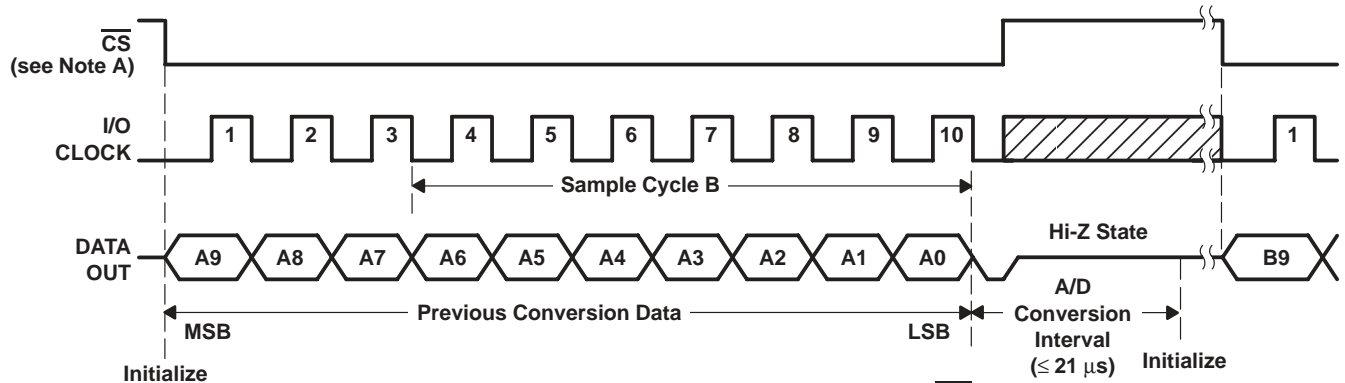 CS
(see Note A)
I/O
CLOCK
1 2 3 4 5 6 7 8 9 10 1
Sample Cycle B
DATA
OUT
A9 A8 A7 A6 A5 A4 A3 A2 A1 A0 Hi-Z State B9
Previous Conversion Data
MSB LSB
A/D
Conversion
Interval
(≤ 21 μs)
Initialize Initialize